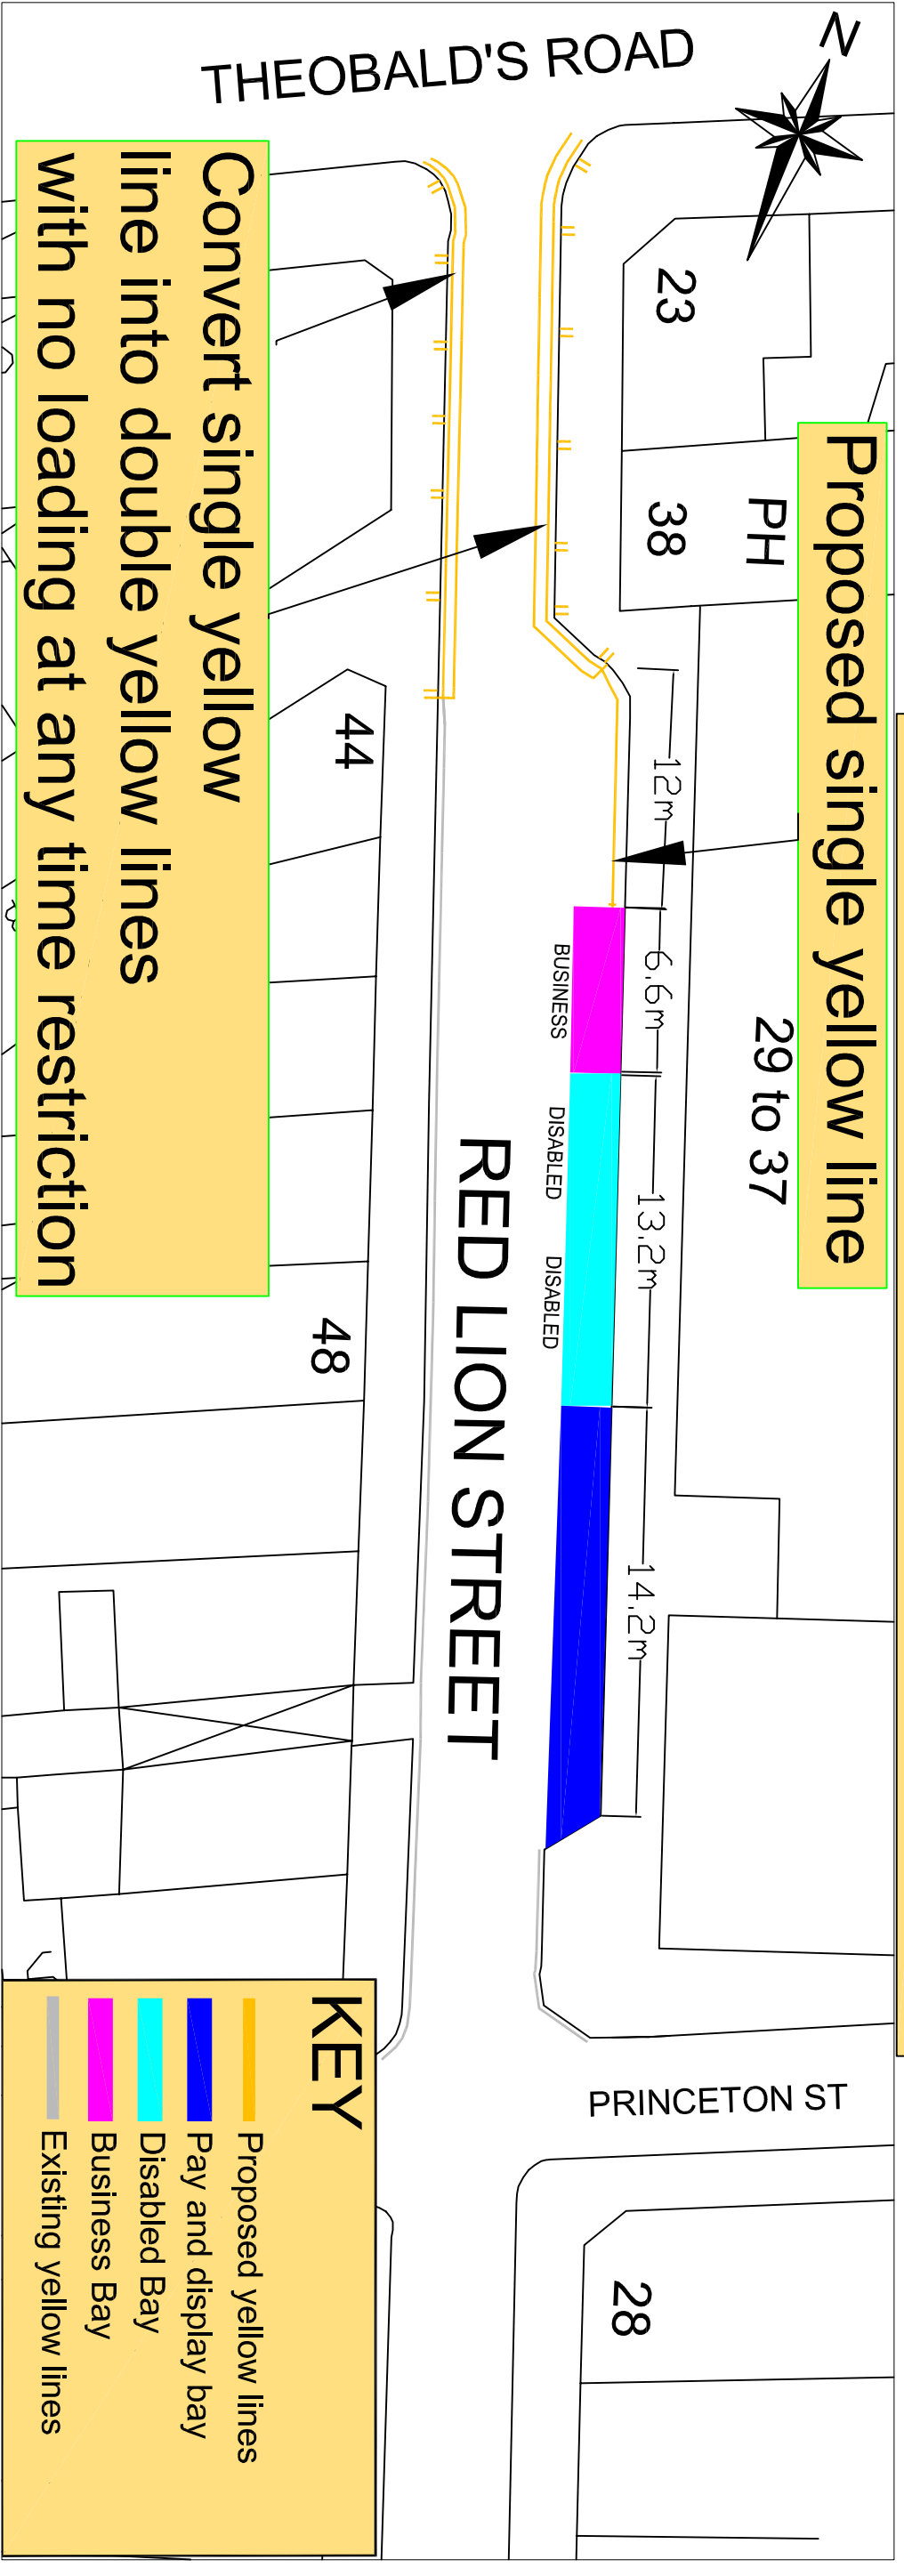 THEOBALD'S ROAD
N
23
38
PH
Proposed single yellow line
Convert single yellow
line into double yellow lines
with no loading at any time restriction
44
12m
6.6m
29 to 37
BUSINESS
DISABLED
DISABLED
13.2m
RED LION STREET
48
14.2m
PRINCETON ST
28
KEY
Proposed yellow lines
Pay and display bay
Disabled Bay
Business Bay
Existing yellow lines